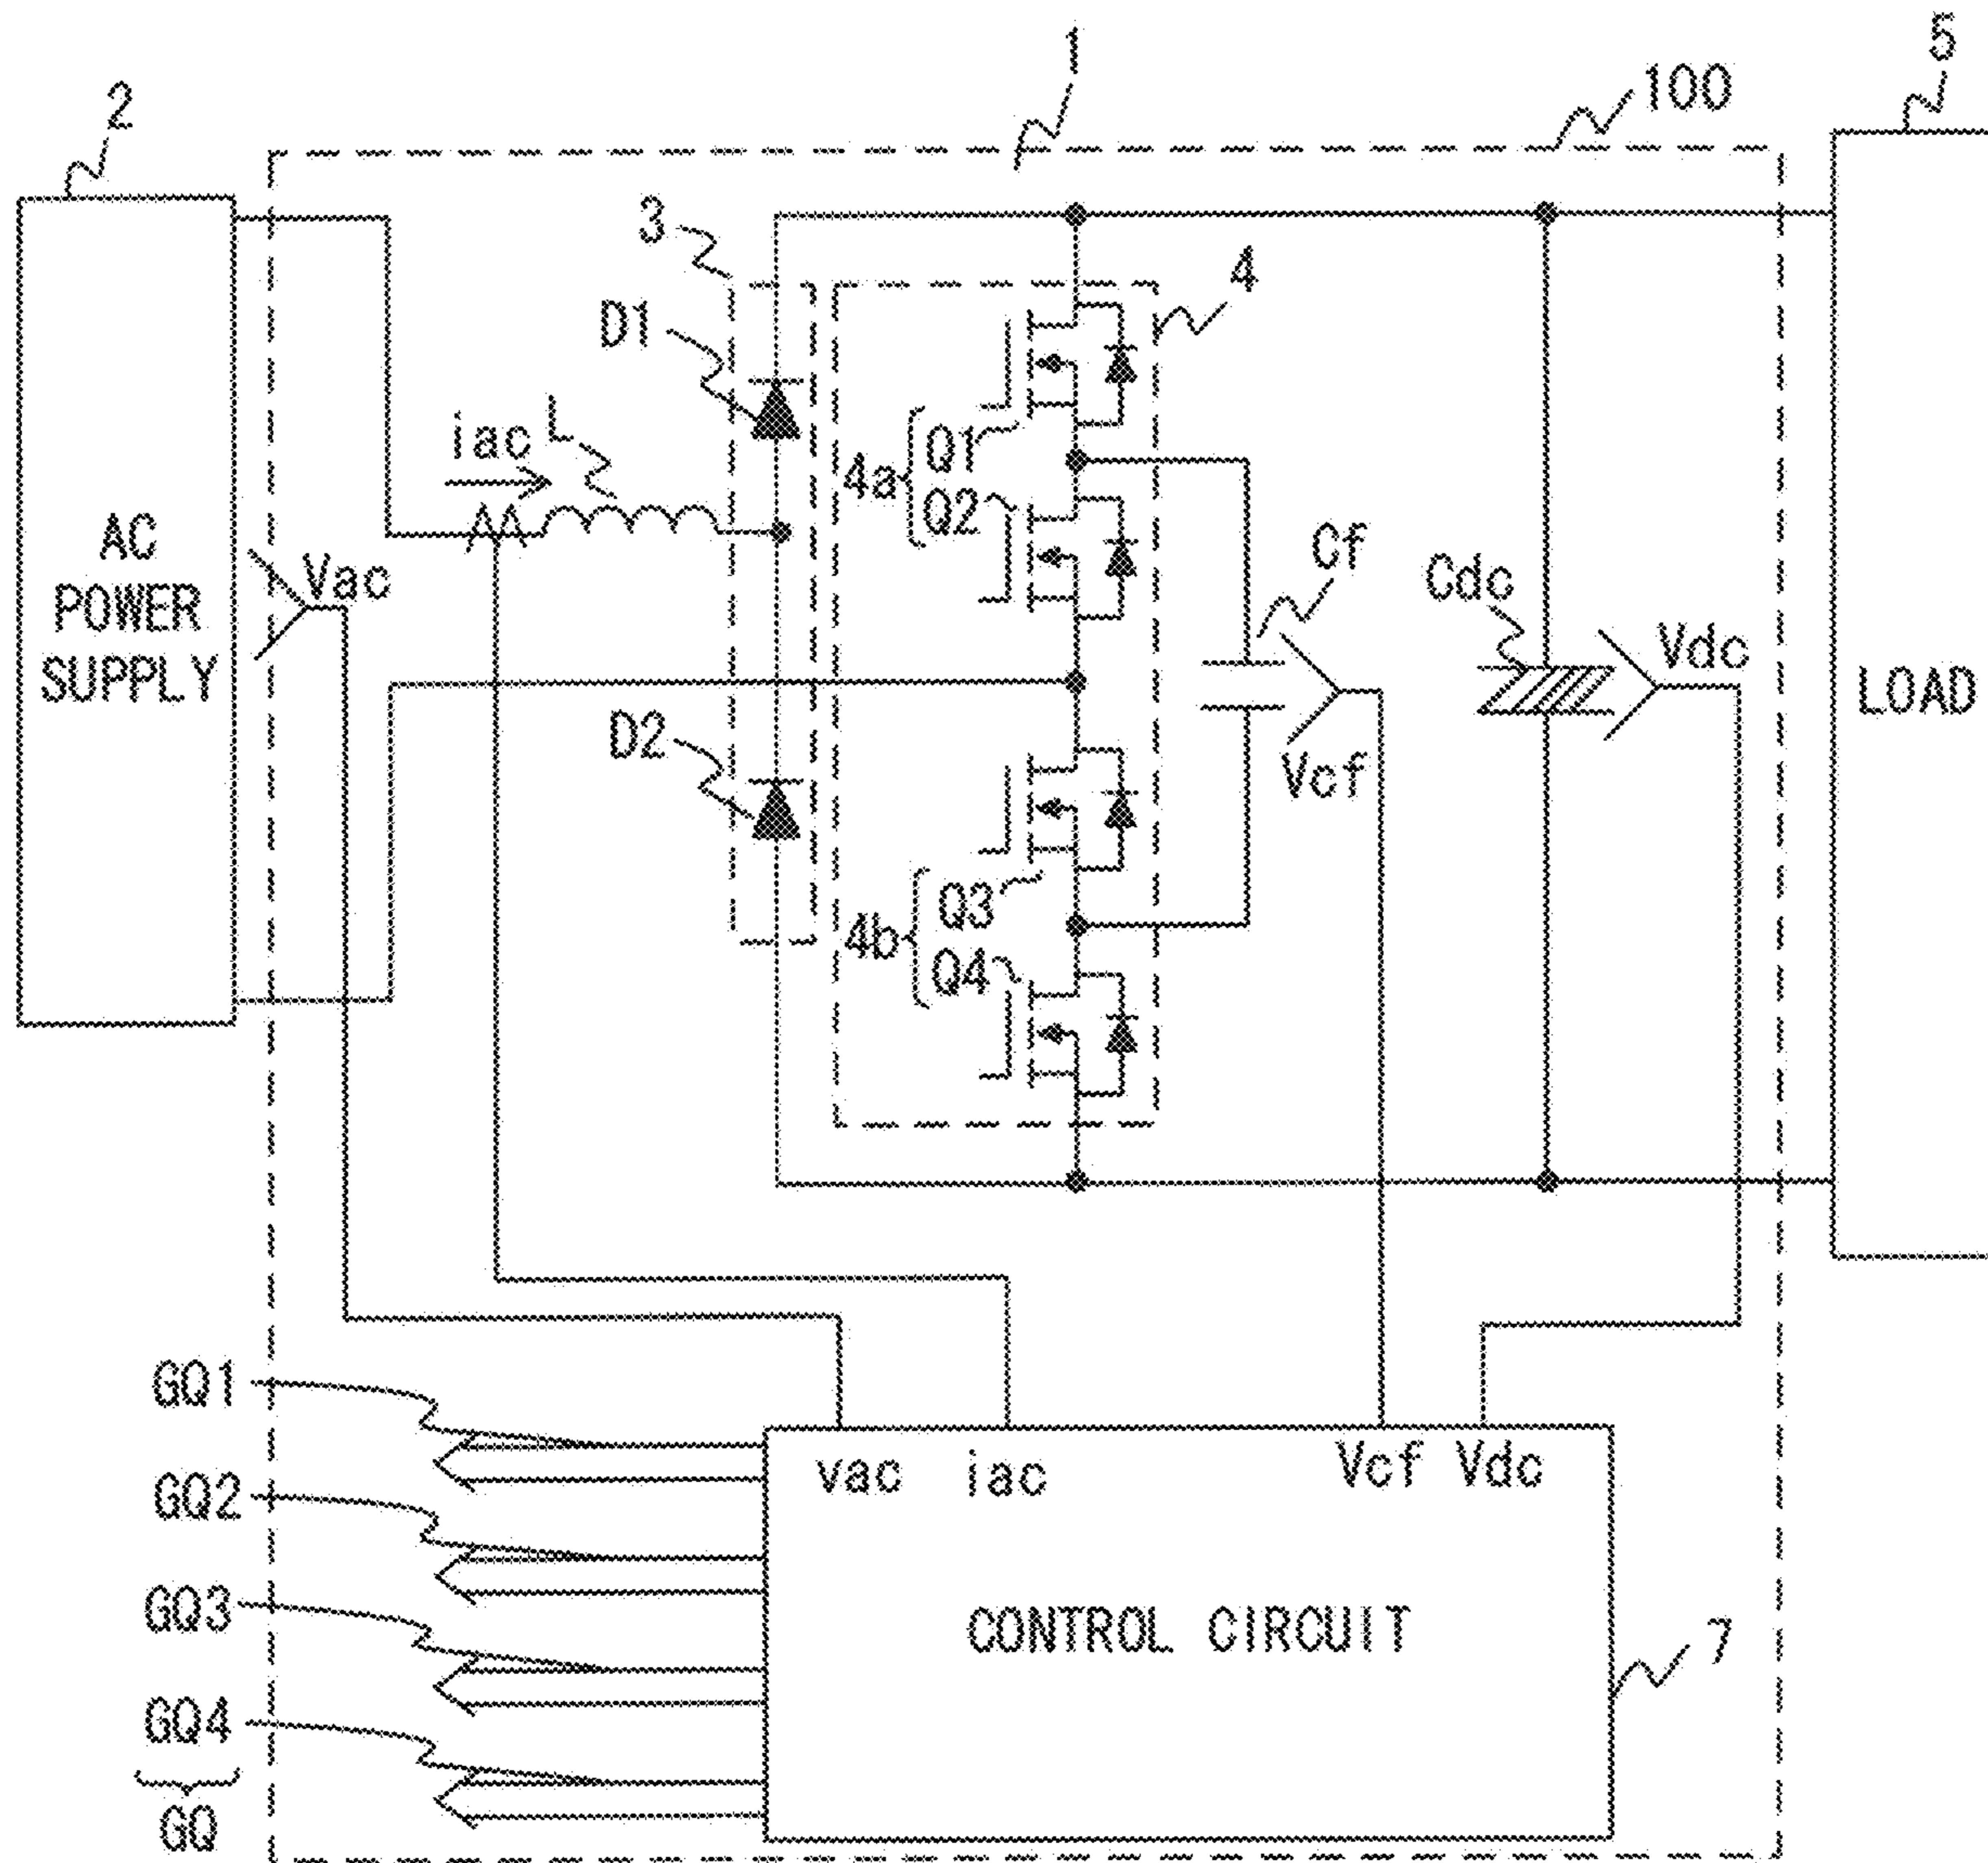 1
5
100
2
3
4
D1
L
iac
Q1
4a
Q2
AC
POWER
SUPPLY
Vac
Cf
Cdc
Vdc
LOAD
D2
Vcf
Q3
4b
Q4
GQ1
vac iac Vcf Vdc
GQ2
GQ3
CONTROL CIRCUIT
7
GQ4
GQ